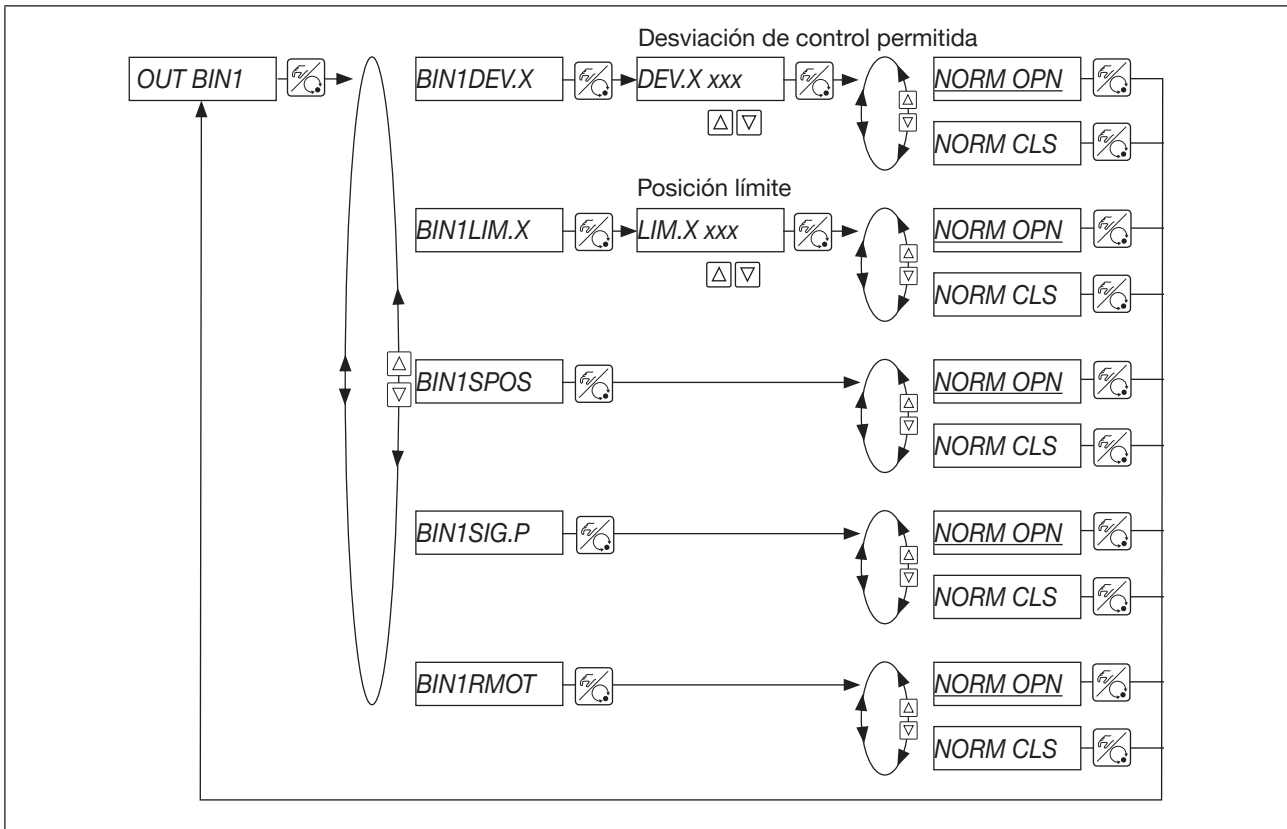 Desviación de control permitida
OUT BIN1
BIN1DEV.X
DEV.X xxx
NORM OPN
NORM CLS
Posición límite
BIN1LIM.X
LIM.X xxx
NORM OPN
NORM CLS
BIN1SPOS
NORM OPN
NORM CLS
BIN1SIG.P
NORM OPN
NORM CLS
BIN1RMOT
NORM OPN
NORM CLS